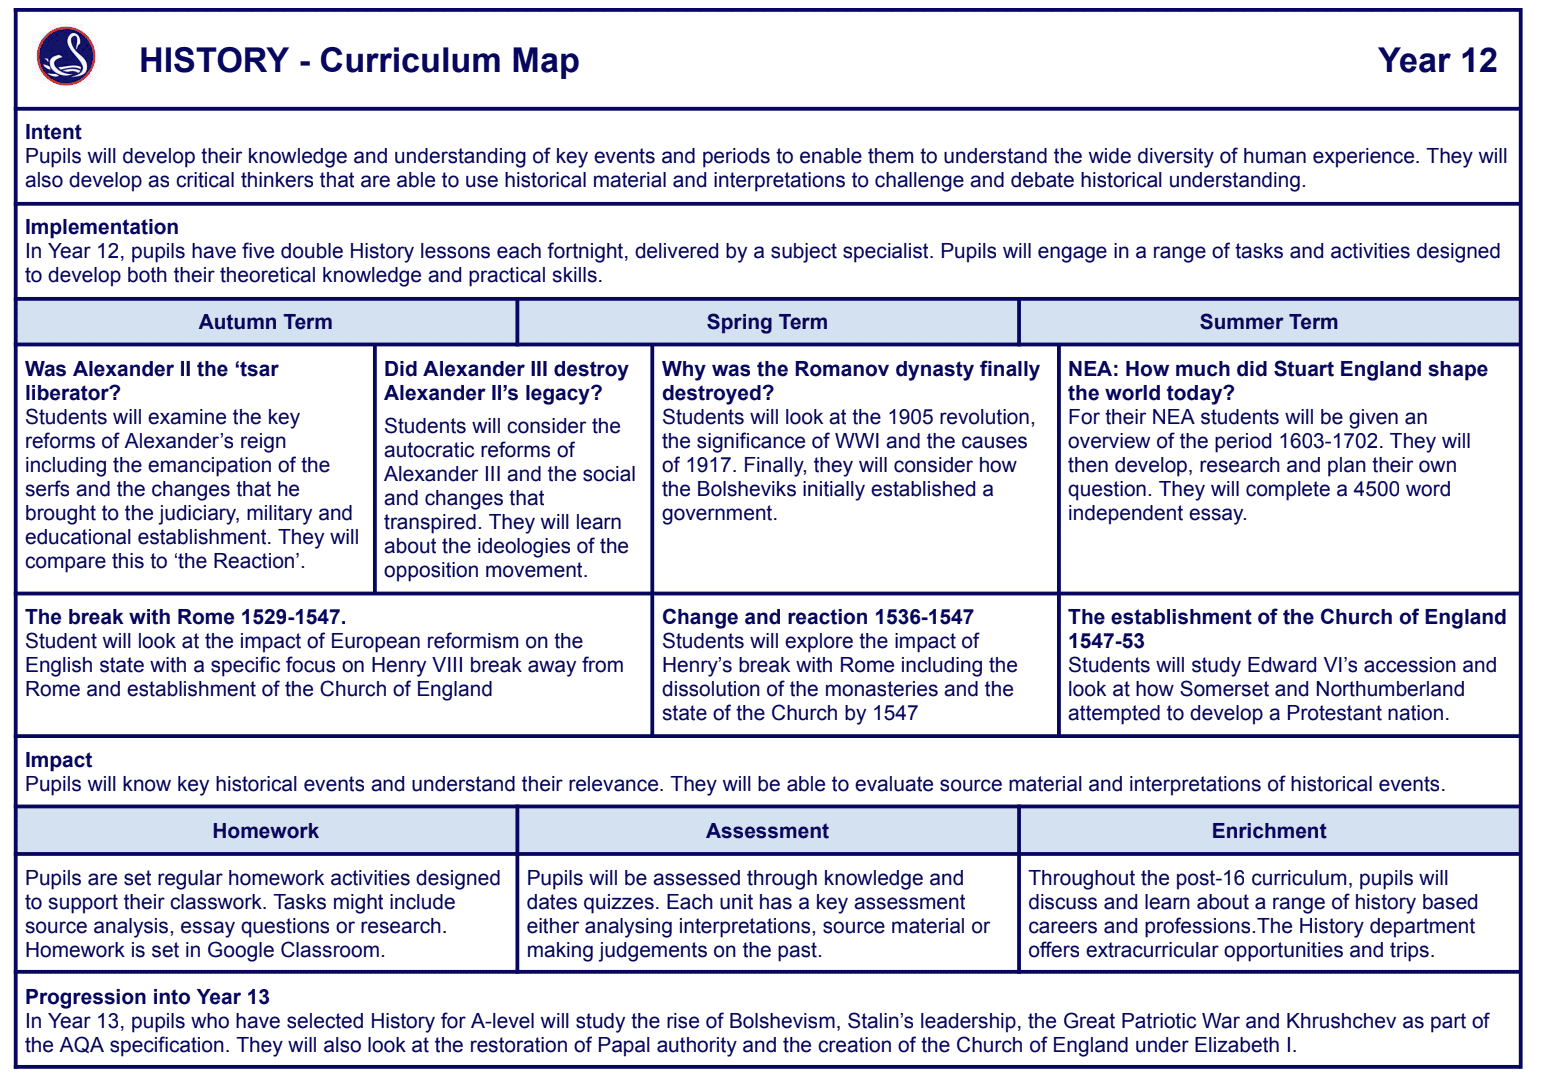 HISTORY - Curriculum Map
Year 12
Intent
Pupils will develop their knowledge and understanding of key events and periods to enable them to understand the wide diversity of human experience. They will
also develop as critical thinkers that are able to use historical material and interpretations to challenge and debate historical understanding.
Implementation
In Year 12, pupils have five double History lessons each fortnight, delivered by a subject specialist. Pupils will engage in a range of tasks and activities designed
to develop both their theoretical knowledge and practical skills.
Autumn Term
Spring Term
Summer Term
Was Alexander II the ‘tsar
liberator?
Students will examine the key
reforms of Alexander’s reign
including the emancipation of the
serfs and the changes that he
brought to the judiciary, military and
educational establishment. They will
compare this to ‘the Reaction’.
Did Alexander III destroy
Alexander II’s legacy?
Students will consider the
autocratic reforms of
Alexander III and the social
and changes that
transpired. They will learn
about the ideologies of the
opposition movement.
Why was the Romanov dynasty finally
destroyed?
Students will look at the 1905 revolution,
the significance of WWI and the causes
of 1917. Finally, they will consider how
the Bolsheviks initially established a
government.
NEA: How much did Stuart England shape
the world today?
For their NEA students will be given an
overview of the period 1603-1702. They will
then develop, research and plan their own
question. They will complete a 4500 word
independent essay.
The break with Rome 1529-1547.
Student will look at the impact of European reformism on the
English state with a specific focus on Henry VIII break away from
Rome and establishment of the Church of England
Change and reaction 1536-1547
Students will explore the impact of
Henry’s break with Rome including the
dissolution of the monasteries and the
state of the Church by 1547
The establishment of the Church of England
1547-53
Students will study Edward VI’s accession and
look at how Somerset and Northumberland
attempted to develop a Protestant nation.
Impact
Pupils will know key historical events and understand their relevance. They will be able to evaluate source material and interpretations of historical events.
Homework
Assessment
Enrichment
Pupils are set regular homework activities designed
to support their classwork. Tasks might include
source analysis, essay questions or research.
Homework is set in Google Classroom.
Pupils will be assessed through knowledge and
dates quizzes. Each unit has a key assessment
either analysing interpretations, source material or
making judgements on the past.
Throughout the post-16 curriculum, pupils will
discuss and learn about a range of history based
careers and professions.The History department
offers extracurricular opportunities and trips.
Progression into Year 13
In Year 13, pupils who have selected History for A-level will study the rise of Bolshevism, Stalin’s leadership, the Great Patriotic War and Khrushchev as part of
the AQA specification. They will also look at the restoration of Papal authority and the creation of the Church of England under Elizabeth I.